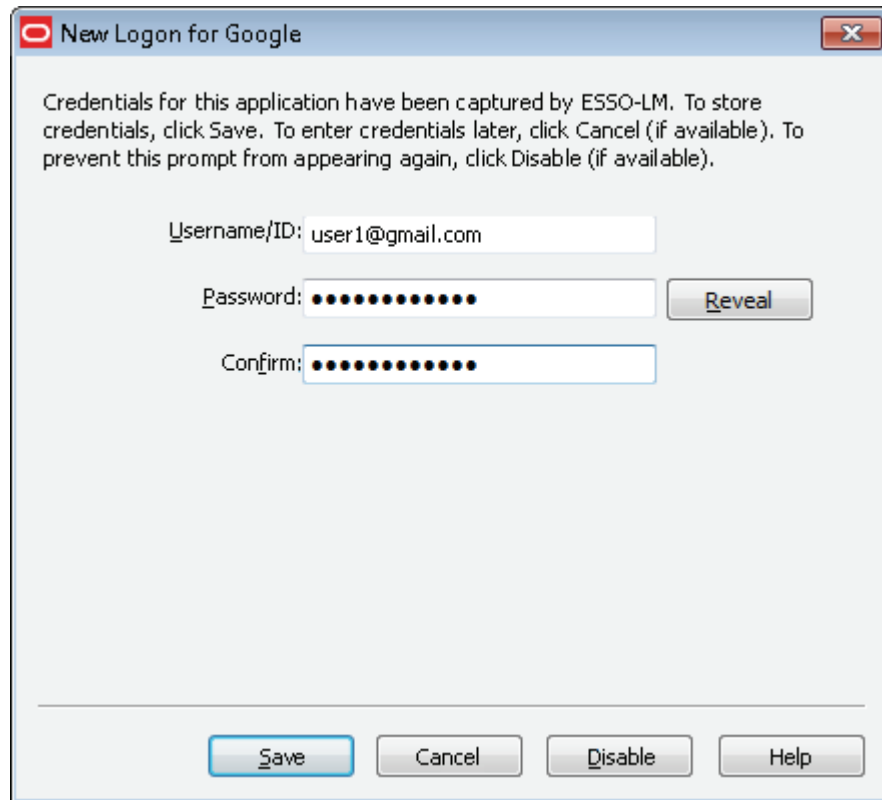 New Logon for Google
Credentials for this application have been captured by ESSO-LM. To store
credentials, click Save. To enter credentials later, click Cancel (if available). To
prevent this prompt from appearing again, click Disable (if available).
Username/ID: user1@gmail.com
Password: ●●●●●●●●●●●● Reveal
Confirm: ●●●●●●●●●●●●
Save Cancel Disable Help